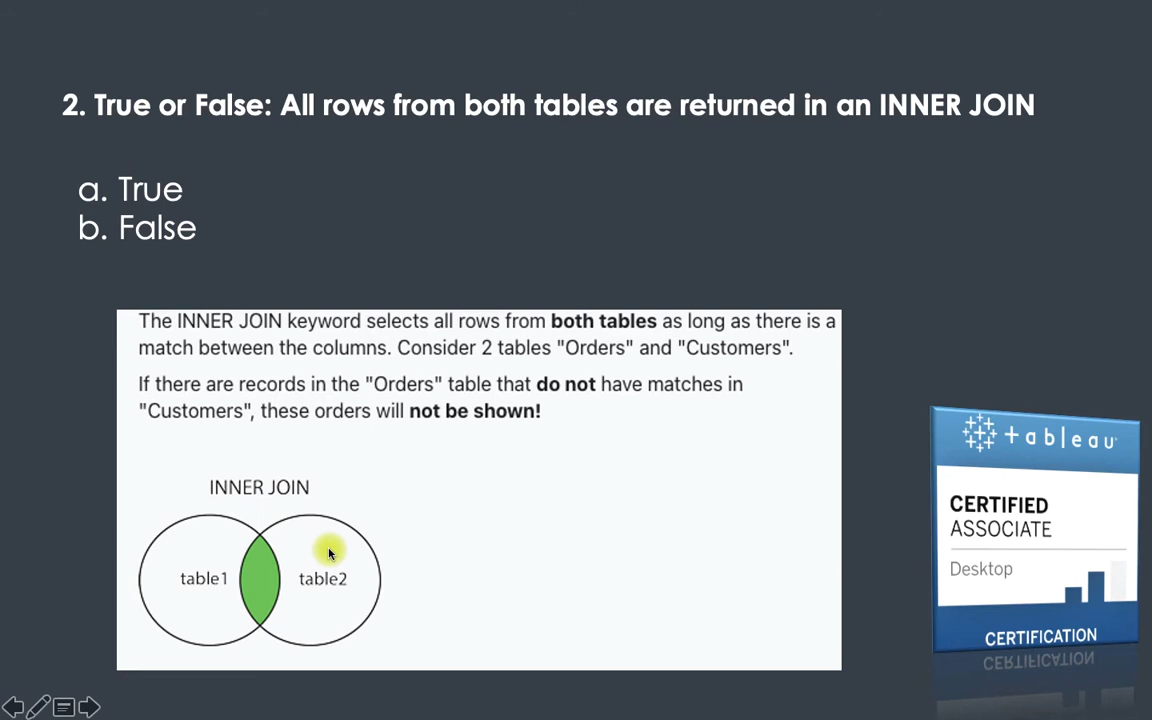 2. True or False: All rows from both tables are returned in an INNER JOIN
a. True
b. False
The INNER JOIN keyword selects all rows from both tables as long as there is a
match between the columns. Consider 2 tables "Orders" and "Customers".
If there are records in the "Orders" table that do not have matches in
"Customers", these orders will not be shown!
INNER JOIN
table1
table2
+ableau
CERTIFIED
ASSOCIATE
Desktop
CERTIFICATION